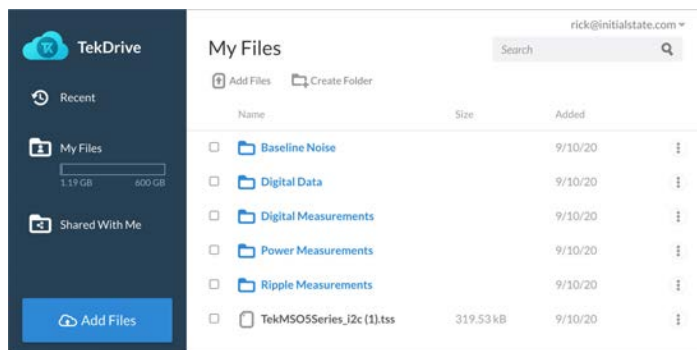 rick@initialstate.com
TK TekDrive
My Files
Search
Add Files Create Folder
Recent
Name Size Added
My Files
1.19 GB 600 GB
Baseline Noise 9/10/20
Digital Data 9/10/20
Shared With Me
Digital Measurements 9/10/20
Power Measurements 9/10/20
Ripple Measurements 9/10/20
Add Files
TekMSO5Series_i2c (1).tss 319.53 kB 9/10/20